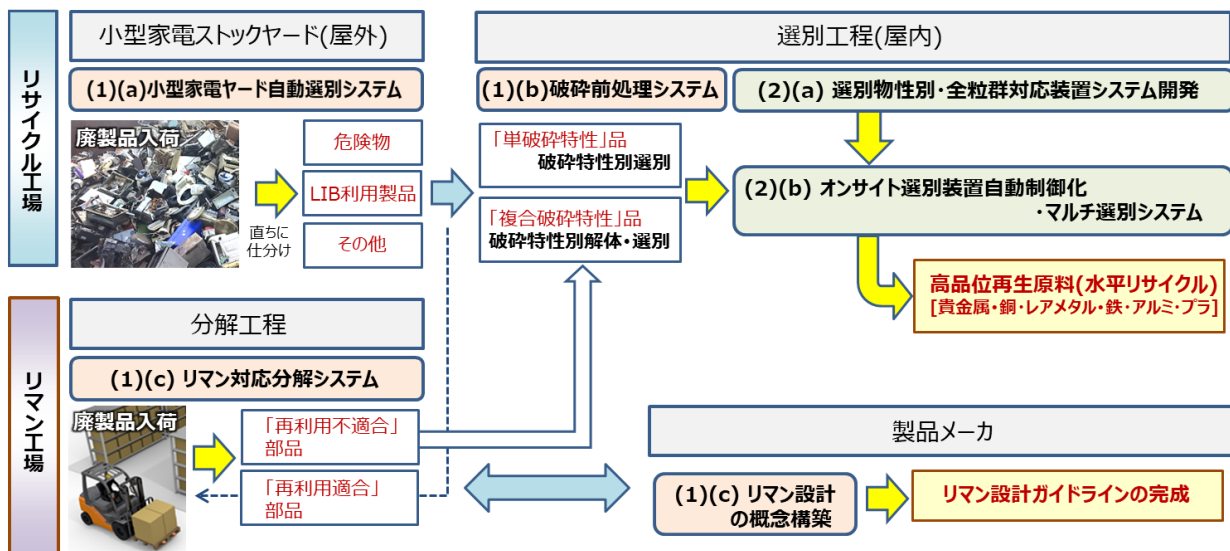 リサイクル工場
小型家電ストックヤード(屋外)
(1)(a)小型家電ヤード自動選別システム
廃製品入荷
直ちに
仕分け
危険物
LIB利用製品
その他
選別工程(屋内)
(1)(b)破砕前処理システム
「単破砕特性」品
破砕特性別選別
「複合破砕特性」品
破砕特性別解体・選別
(2)(a) 選別物性別・全粒群対応装置システム開発
(2)(b) オンサイト選別装置自動制御化
・マルチ選別システム
高品位再生原料(水平リサイクル)
[貴金属・銅・レアメタル・鉄・アルミ・プラ]
リマン工場
分解工程
(1)(c) リマン対応分解システム
廃製品入荷
「再利用不適合」
部品
「再利用適合」
部品
製品メーカ
(1)(c) リマン設計
の概念構築
リマン設計ガイドラインの完成